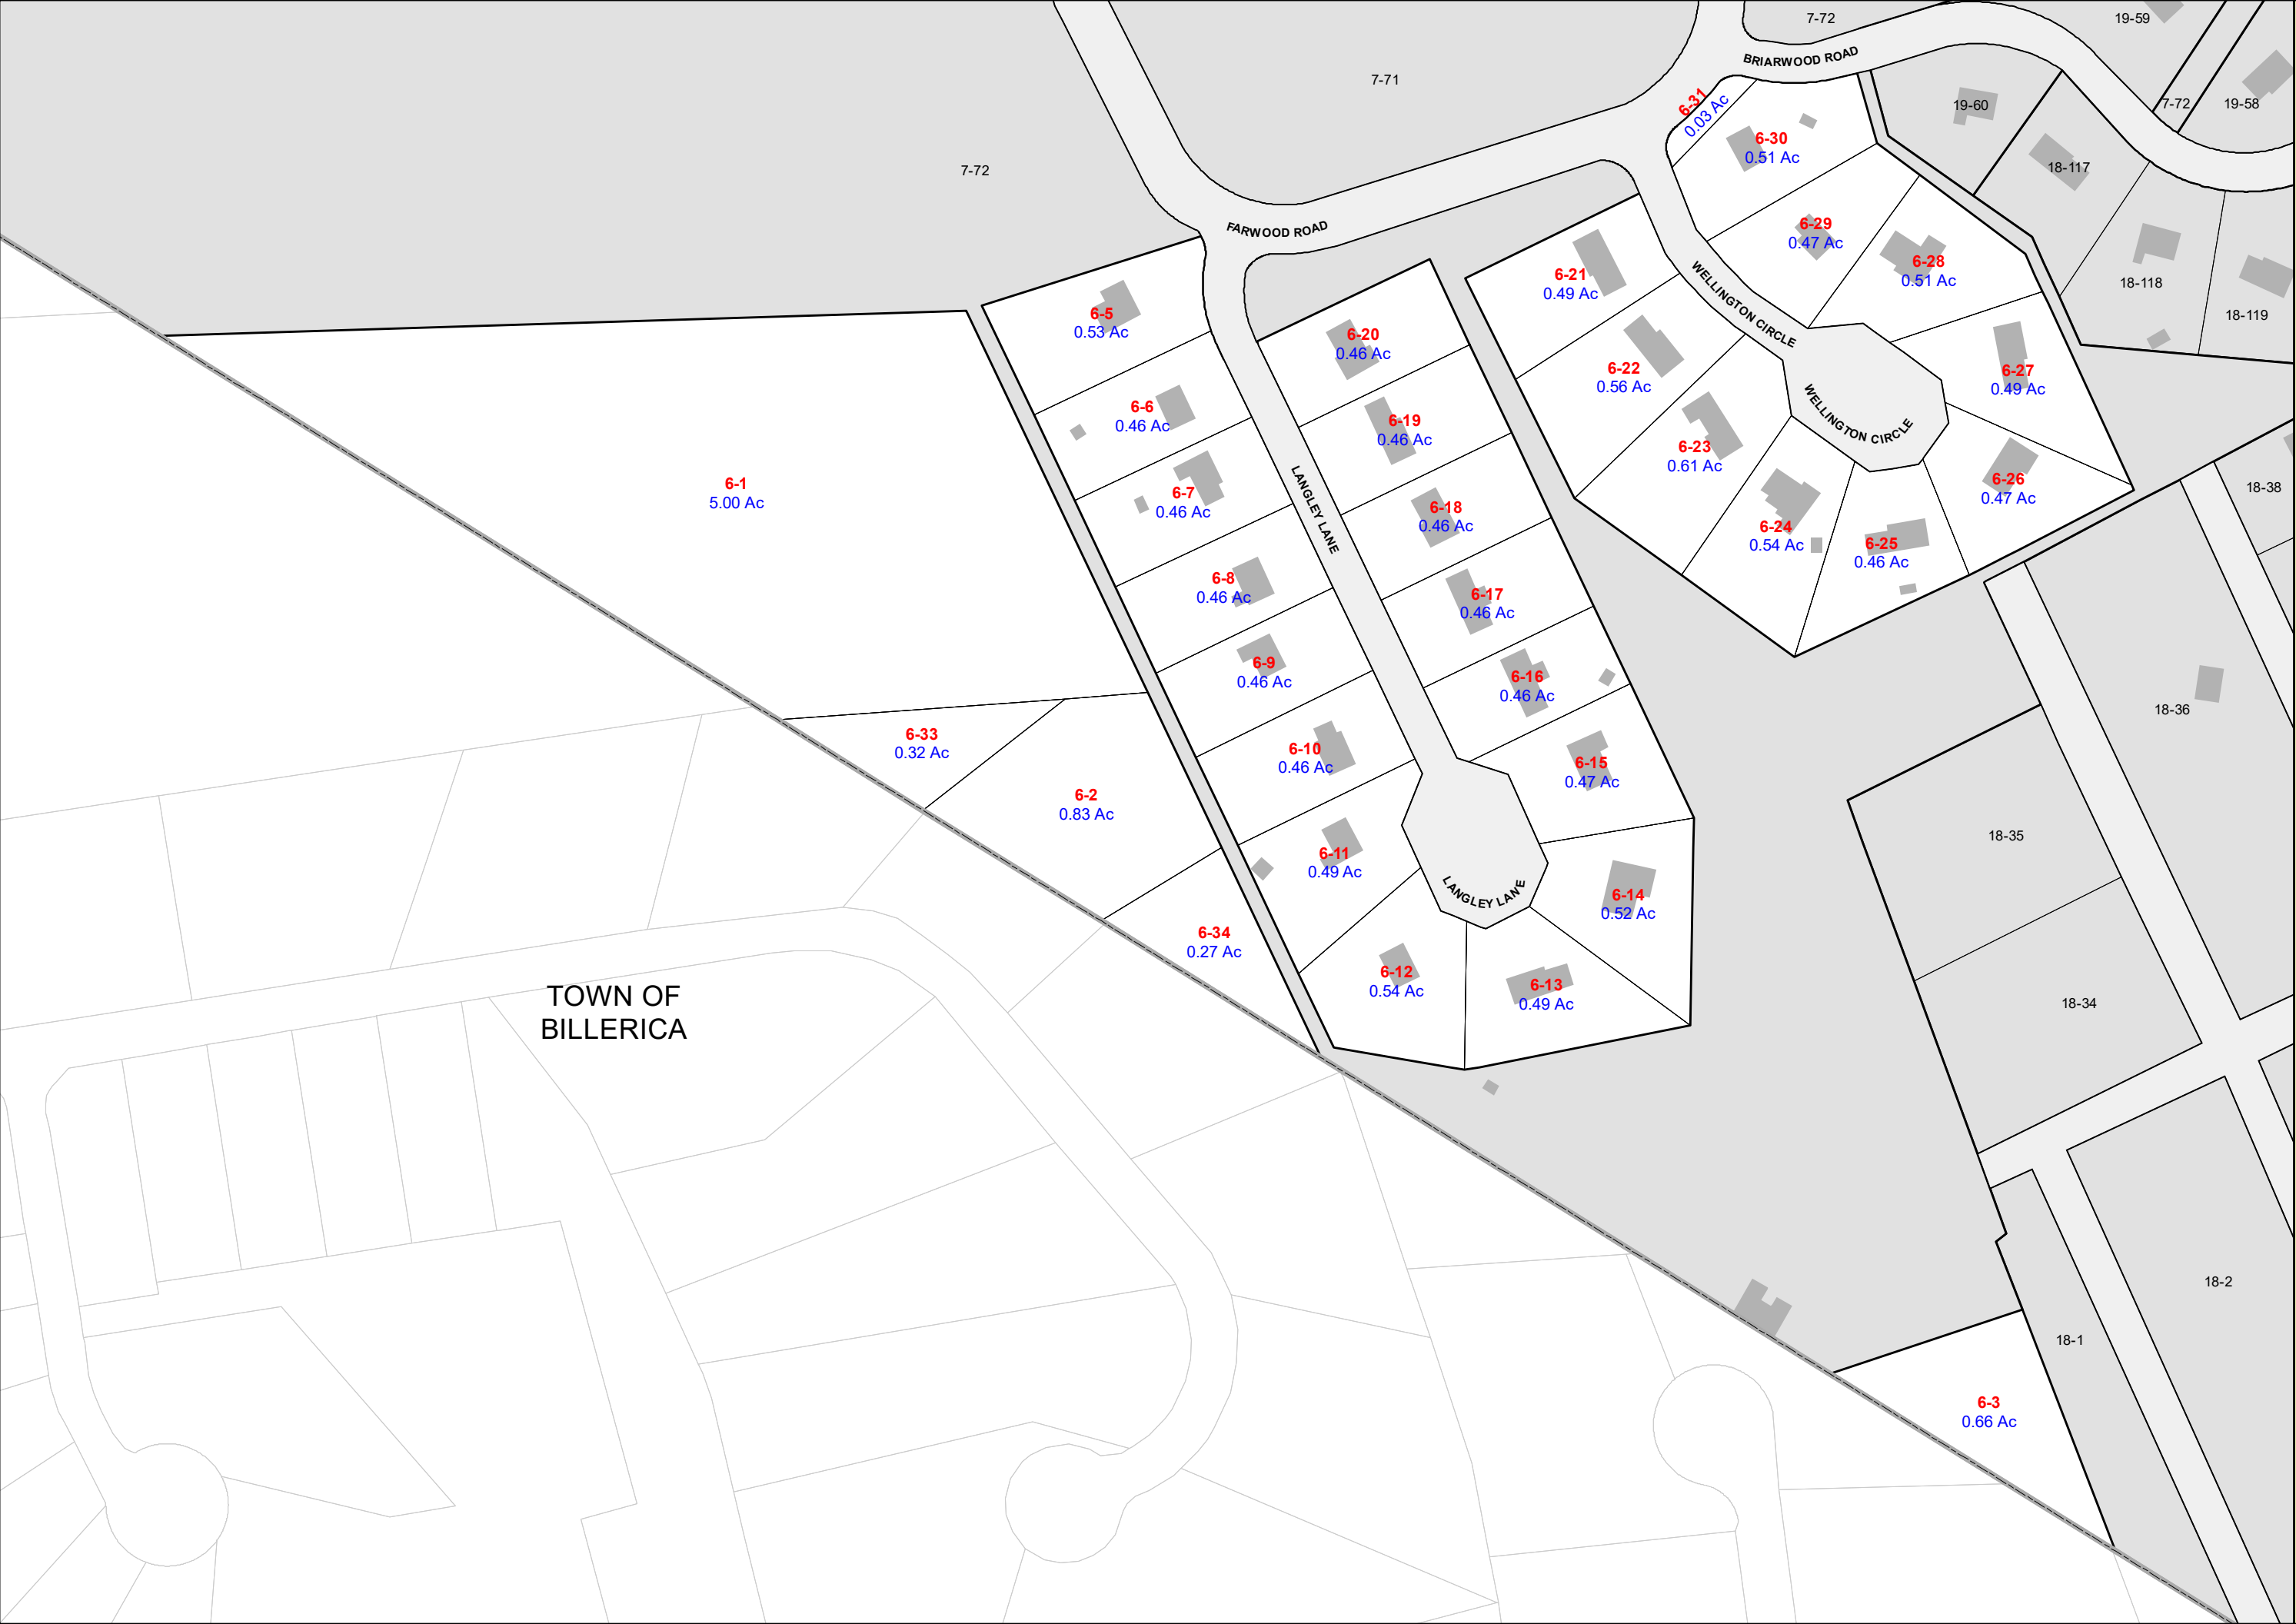 7-72
19-59
BRIARWOOD ROAD
7-71
6-31
0.03 Ac
19-60
7-72
19-58
6-30
0.51 Ac
7-72
18-117
FARWOOD ROAD
6-29
0.47 Ac
6-28
0.51 Ac
6-21
0.49 Ac
18-118
WELLINGTON CIRCLE
6-5
0.53 Ac
18-119
6-20
0.46 Ac
6-22
0.56 Ac
6-27
0.49 Ac
6-6
0.46 Ac
6-19
0.46 Ac
WELLINGTON CIRCLE
6-23
0.61 Ac
6-1
5.00 Ac
6-7
0.46 Ac
LANGLEY LANE
6-18
0.46 Ac
6-26
0.47 Ac
18-38
6-24
0.54 Ac
6-25
0.46 Ac
6-8
0.46 Ac
6-17
0.46 Ac
6-9
0.46 Ac
6-16
0.46 Ac
18-36
6-33
0.32 Ac
6-10
0.46 Ac
6-15
0.47 Ac
6-2
0.83 Ac
18-35
6-11
0.49 Ac
LANGLEY LANE
6-14
0.52 Ac
6-34
0.27 Ac
6-12
0.54 Ac
6-13
0.49 Ac
18-34
TOWN OF
BILLERICA
18-2
18-1
6-3
0.66 Ac